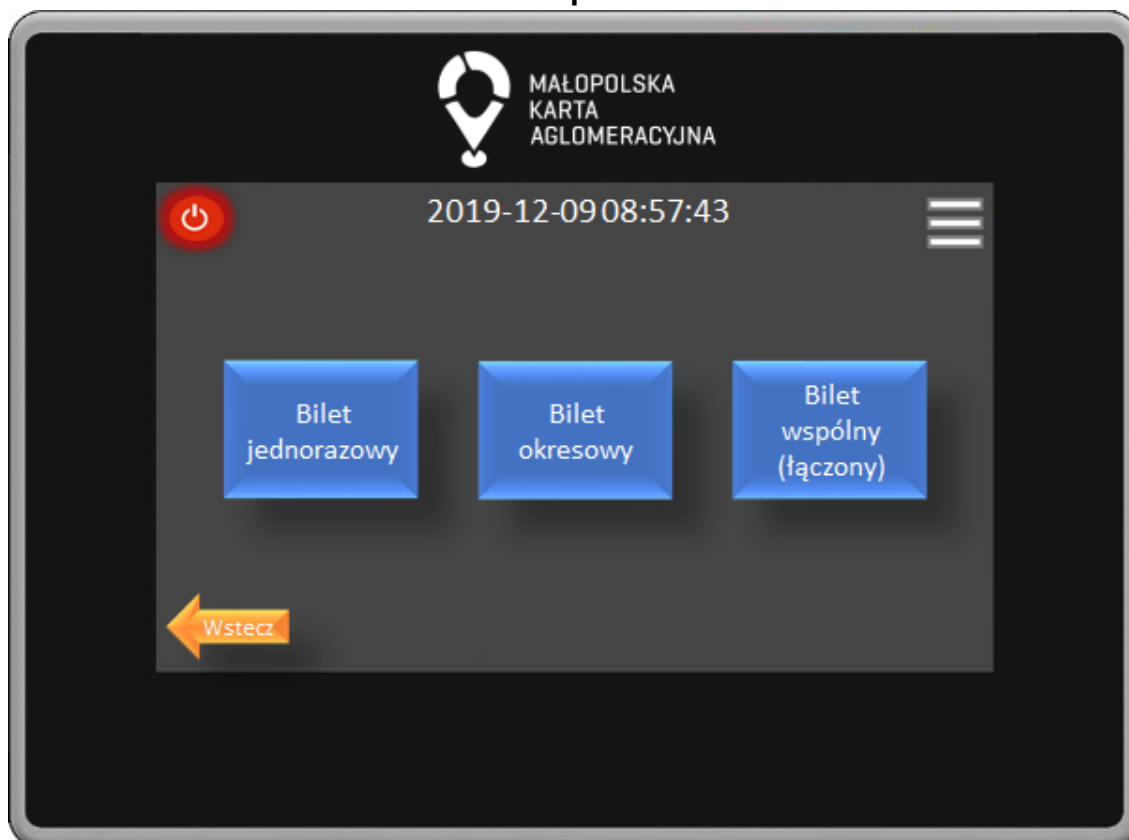 MAŁOPOLSKA
KARTA
AGLOMERACYJNA
2019-12-09 08:57:43
Bilet
jednorazowy
Bilet
okresowy
Bilet
wspólny
(łączony)
Wstecz